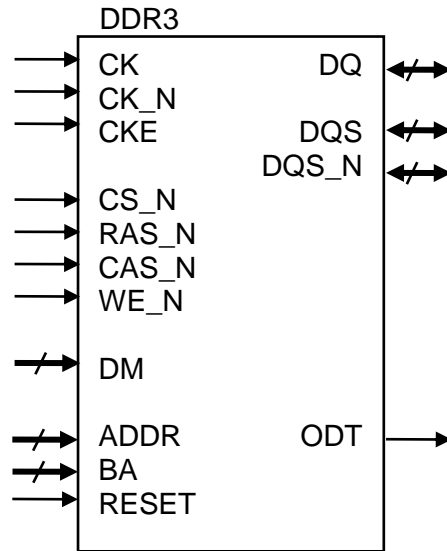 DDR3
CK DQ
CK_N
CKE DQS
DQS_N
CS_N
RAS_N
CAS_N
WE_N
DM
ADDR ODT
BA
RESET